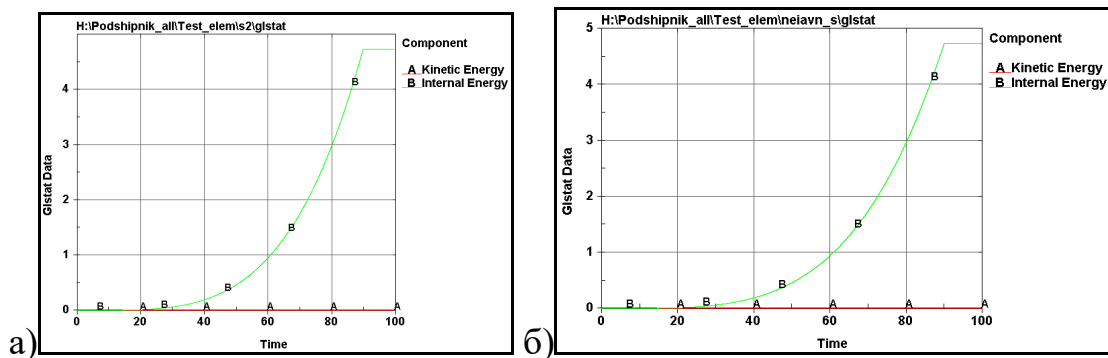 H:\Podshipnik_all\Test_elem\s2\glstat
Component
A Kinetic Energy
B Internal Energy
Glstat Data
4
3
2
1
0
B B B B B B
A A A A A
0 20 40 60 80 100
Time
а)
H:\Podshipnik_all\Test_elem\neiavn_s\glstat
Component
A Kinetic Energy
B Internal Energy
Glstat Data
5
4
3
2
1
0
B B B B B
A A A A A
0 20 40 60 80 100
Time
б)